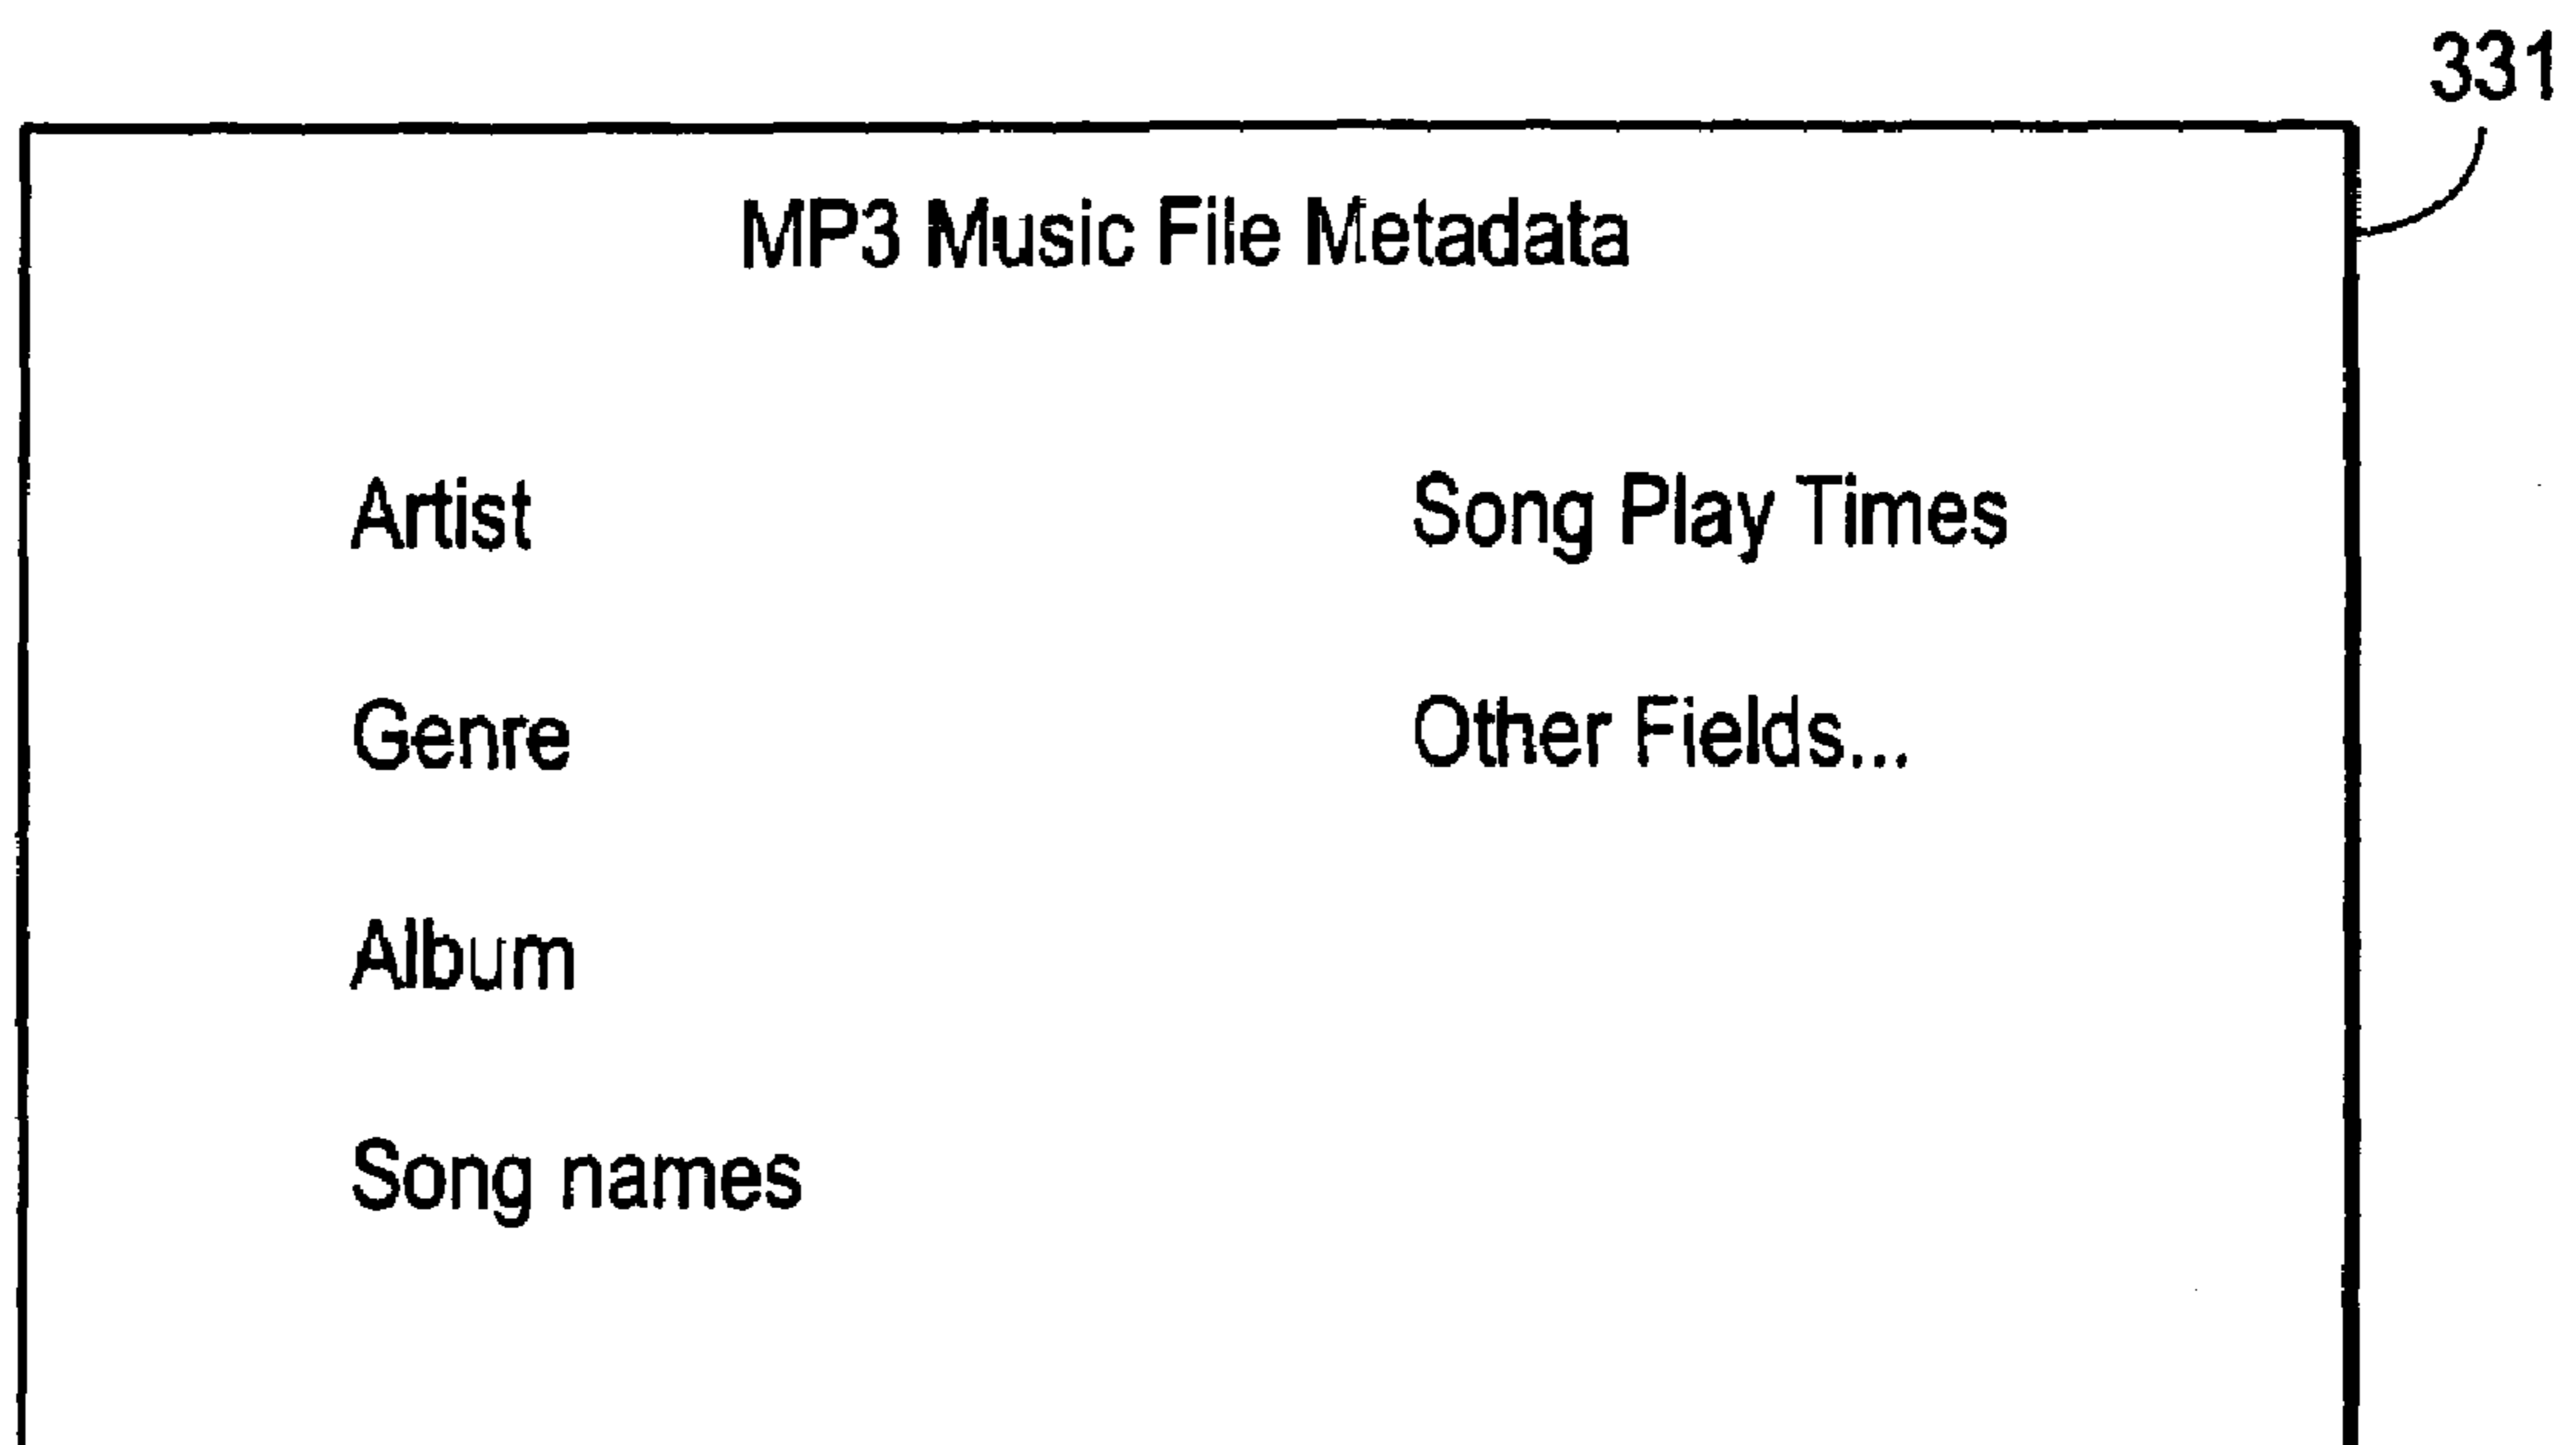 331
MP3 Music File Metadata
Artist
Song Play Times
Genre
Other Fields...
Album
Song names